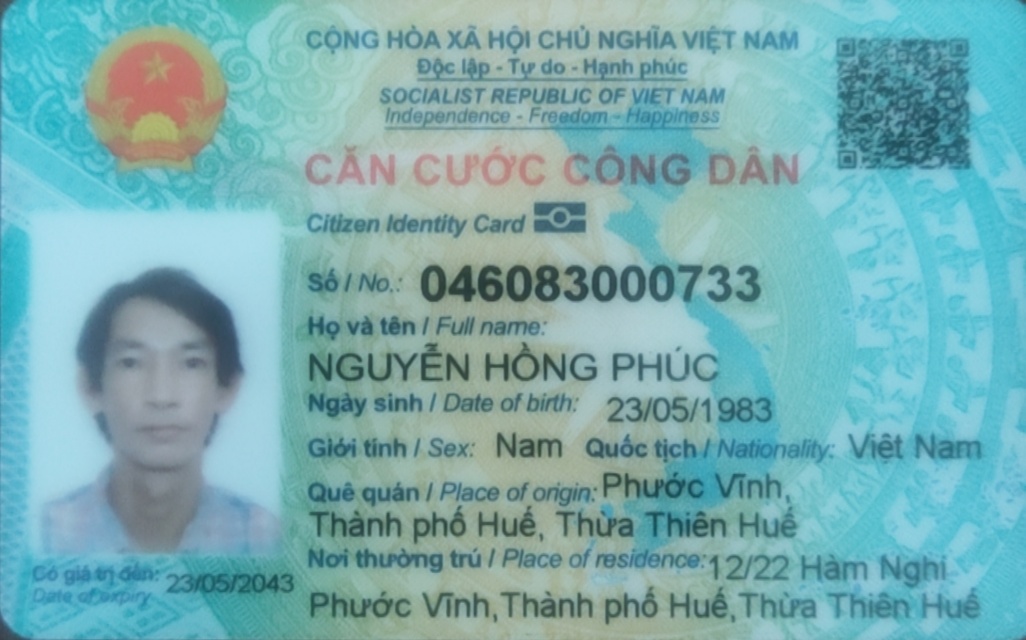 CỘNG HÒA XÃ HỘI CHỦ NGHĨA VIỆT NAM
Độc lập - Tự do - Hạnh phúc
SOCIALIST REPUBLIC OF VIET NAM
Independence - Freedom - Happiness
CĂN CƯỚC CÔNG DÂN
Citizen Identity Card
Số / No.: 046083000733
Họ và tên / Full name:
NGUYỄN HỒNG PHÚC
Ngày sinh / Date of birth: 23/05/1983
Giới tính / Sex: Nam Quốc tịch / Nationality: Việt Nam
Quê quán / Place of origin: Phước Vĩnh,
Thành phố Huế, Thừa Thiên Huế
Nơi thường trú / Place of residence: 12/22 Hàm Nghi
Phước Vĩnh, Thành phố Huế, Thừa Thiên Huế
Có giá trị đến: 23/05/2043
Date of expiry